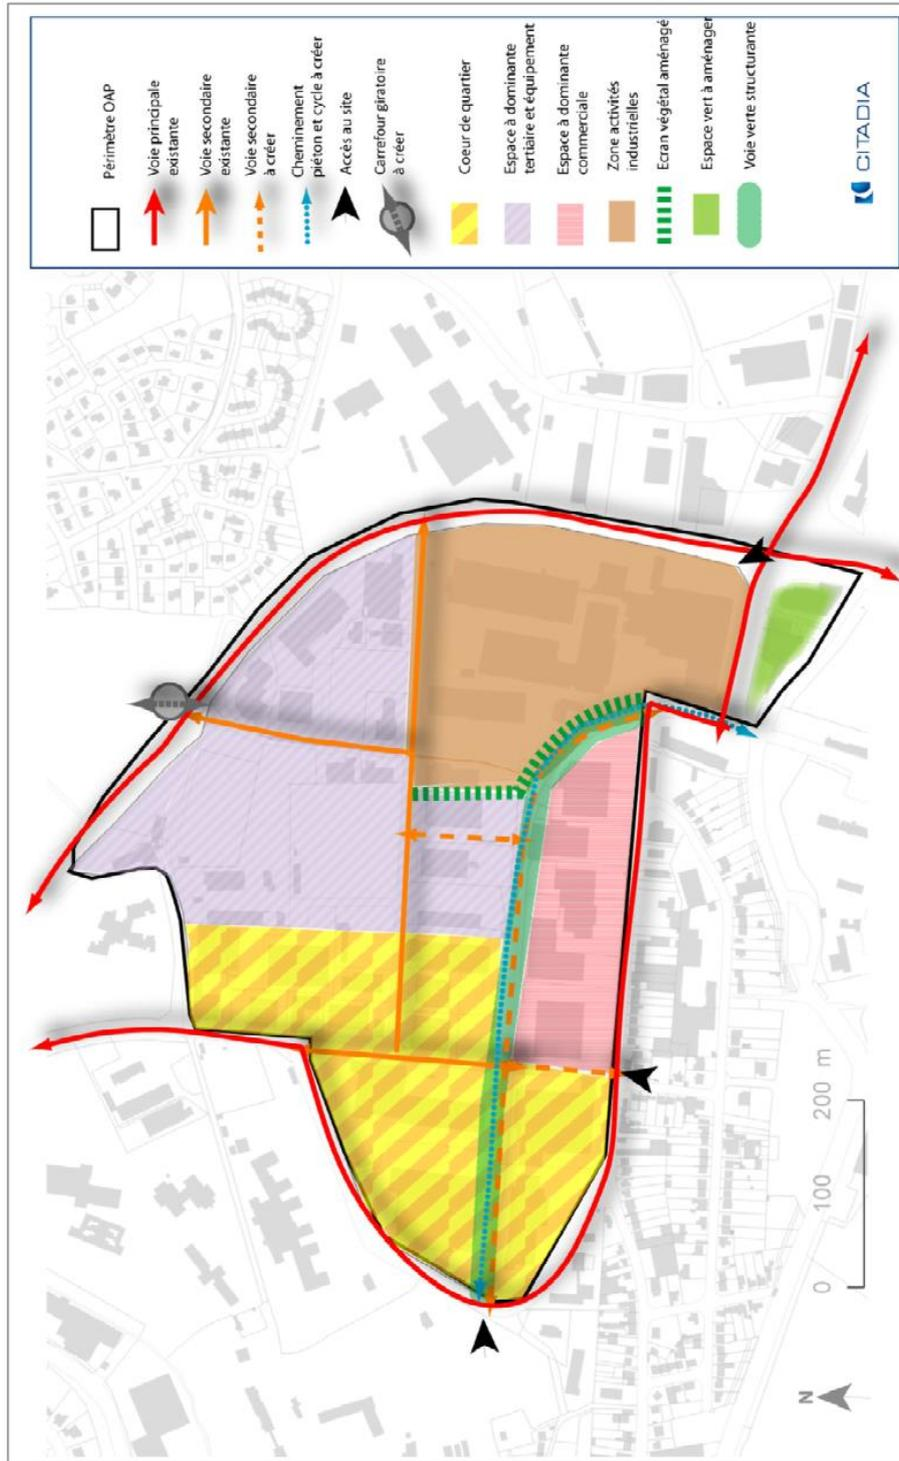 Périmètre OAP
Voie principale
existante
Voie secondaire
existante
Voie secondaire
à créer
Cheminement
piéton et cycle à créer
Accès au site
Carrefour giratoire
à créer
Coeur de quartier
Espace à dominante
tertiaire et équipement
Espace à dominante
commerciale
Zone activités
industrielles
Ecran végétal aménagé
Espace vert à aménager
Voie verte structurante
CITADIA
N
0 100 200 m